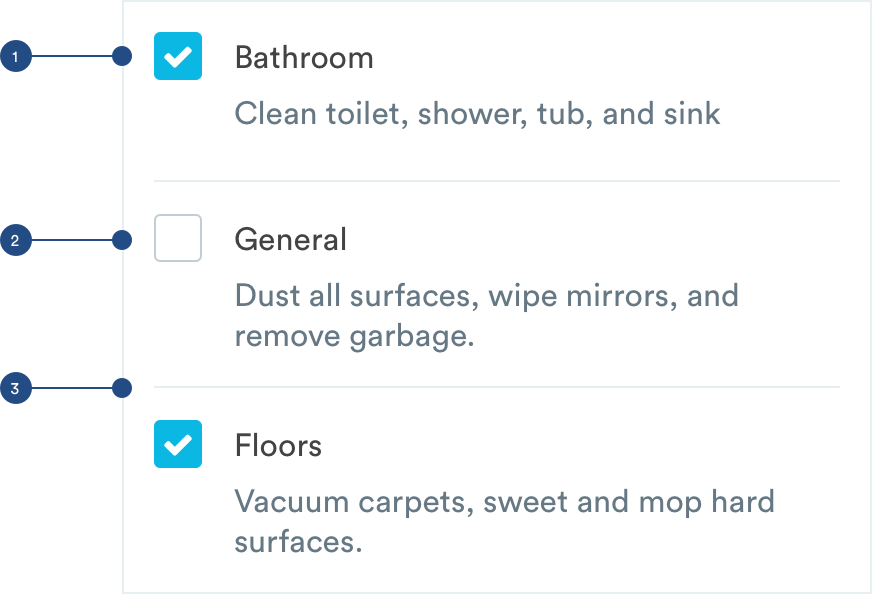 1
Bathroom
Clean toilet, shower, tub, and sink
2
General
Dust all surfaces, wipe mirrors, and
remove garbage.
3
Floors
Vacuum carpets, sweet and mop hard
surfaces.